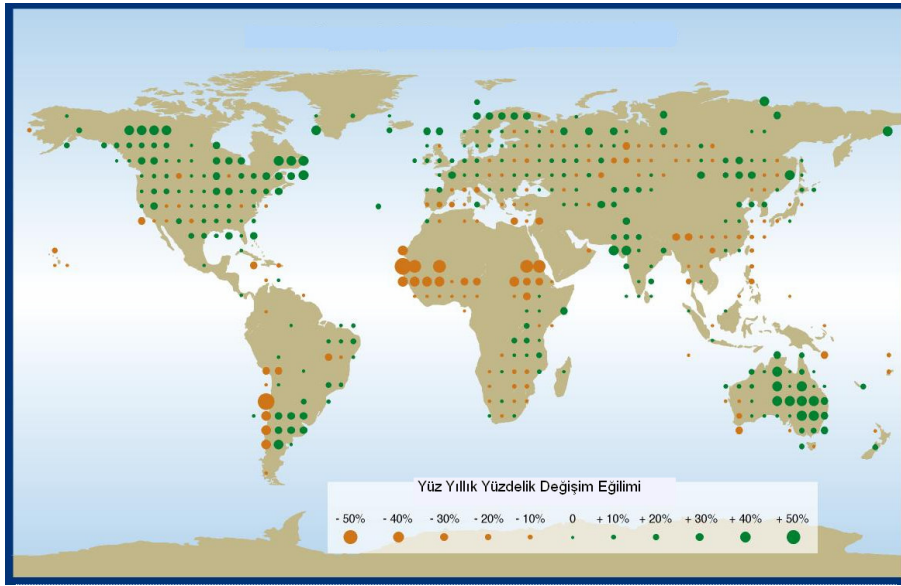 Yüz Yıllık Yüzdelik Değişim Eğilimi
- 50% - 40% - 30% - 20% - 10% 0 + 10% + 20% + 30% + 40% + 50%